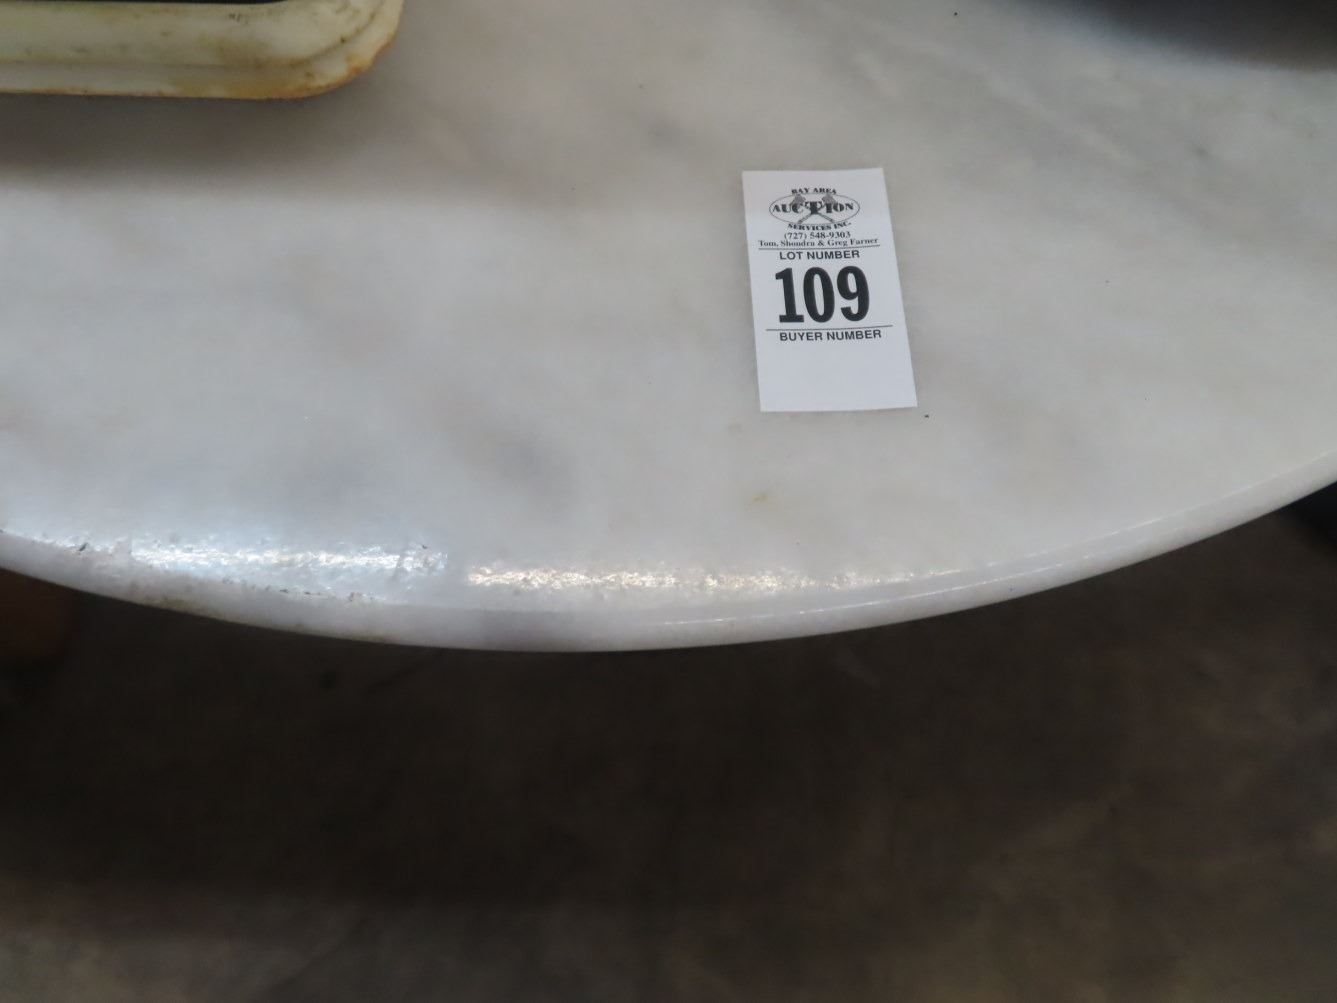 BAY AREA
AUCTION
SERVICES INC.
(727) 548-9303
Tom, Shondra & Greg Farner
LOT NUMBER
109
BUYER NUMBER